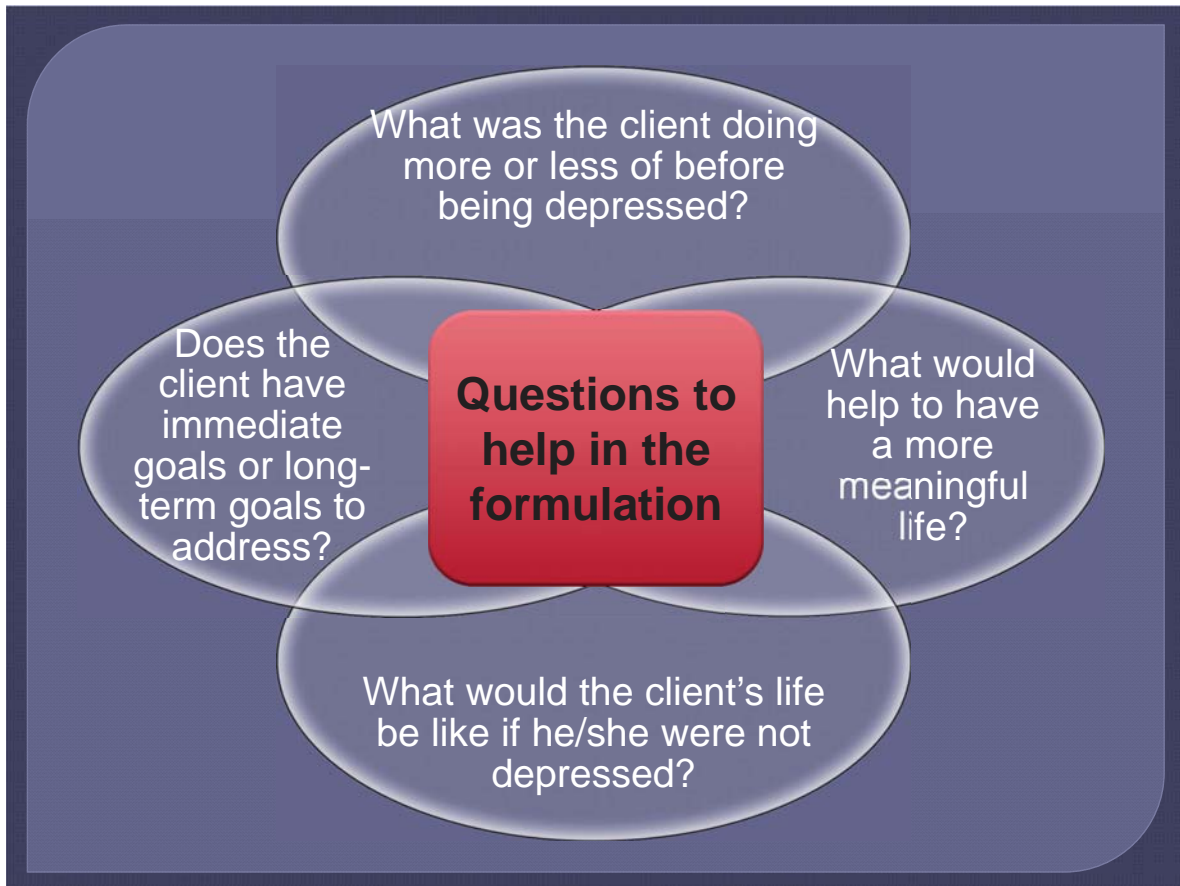 What was the client doing
more or less of before
being depressed?
Does the
client have
immediate
goals or long-
term goals to
address?
Questions to
help in the
formulation
What would
help to have
a more
meaningful
life?
What would the client’s life
be like if he/she were not
depressed?